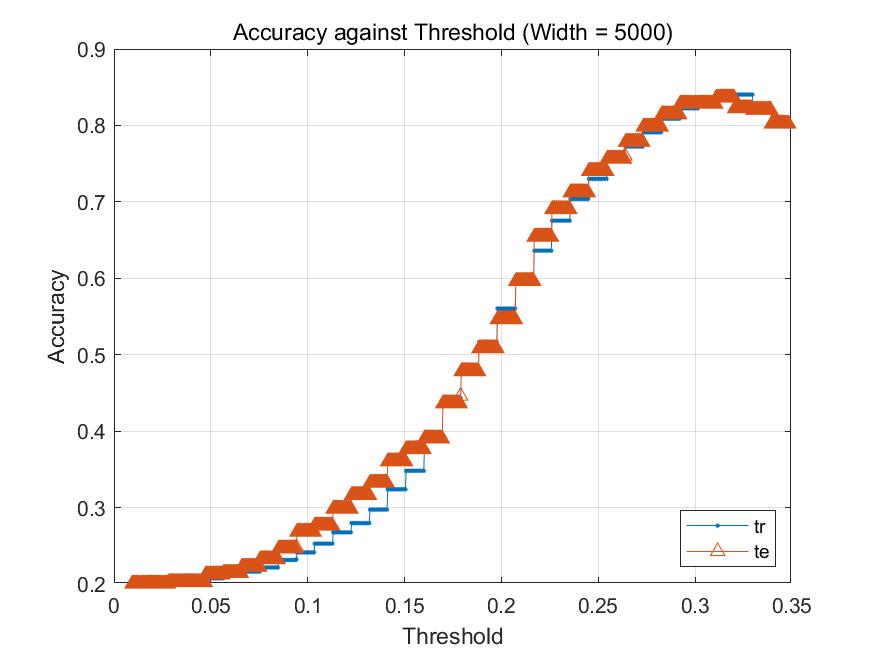 Accuracy against Threshold (Width = 5000)
Accuracy
0.9
0.8
0.7
0.6
0.5
0.4
0.3
0.2
tr
te
0 0.05 0.1 0.15 0.2 0.25 0.3 0.35
Threshold